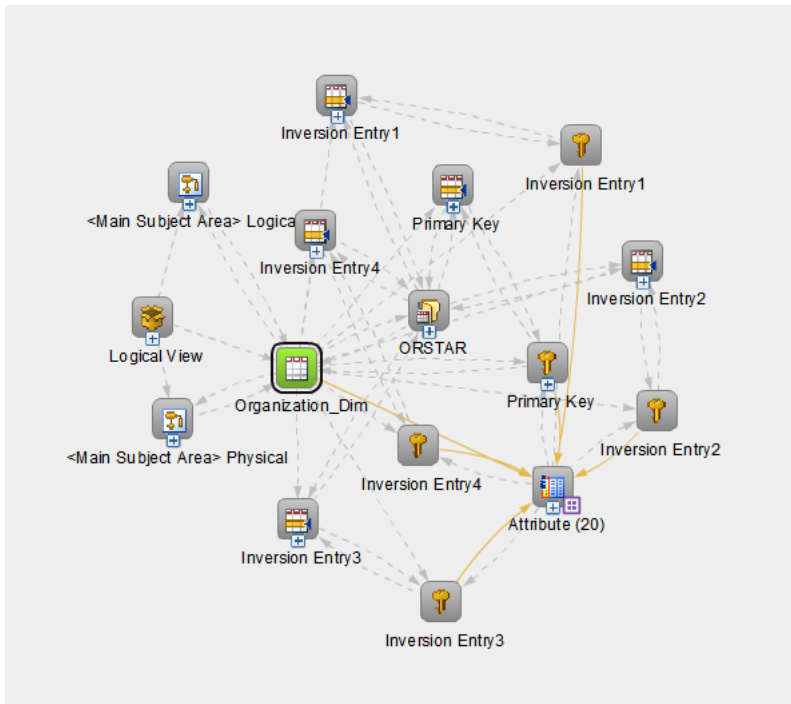 Inversion Entry1
Inversion Entry1
<Main Subject Area> Logica
Primary Key
Inversion Entry4
Inversion Entry2
ORSTAR
Logical View
Organization_Dim
Primary Key
Inversion Entry2
<Main Subject Area> Physical
Inversion Entry4
Attribute (20)
Inversion Entry3
Inversion Entry3